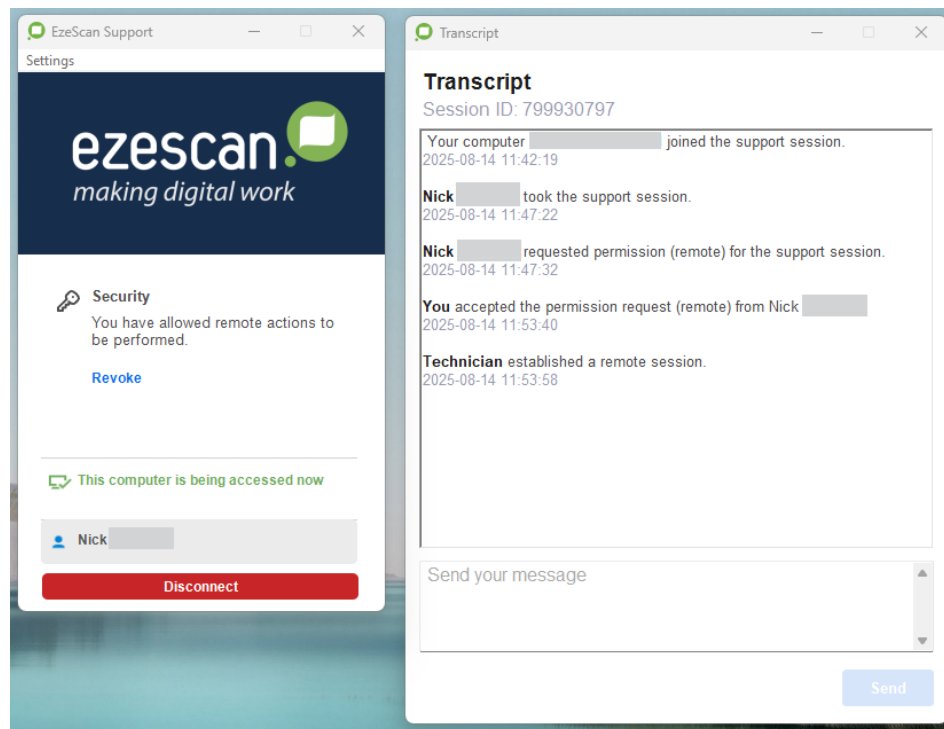 EzeScan Support
Settings
ezescan.
making digital work
Security
You have allowed remote actions to
be performed.
Revoke
This computer is being accessed now
Nick
Disconnect
Transcript
Transcript
Session ID: 799930797
Your computer joined the support session.
2025-08-14 11:42:19
Nick took the support session.
2025-08-14 11:47:22
Nick requested permission (remote) for the support session.
2025-08-14 11:47:32
You accepted the permission request (remote) from Nick
2025-08-14 11:53:40
Technician established a remote session.
2025-08-14 11:53:58
Send your message
Send